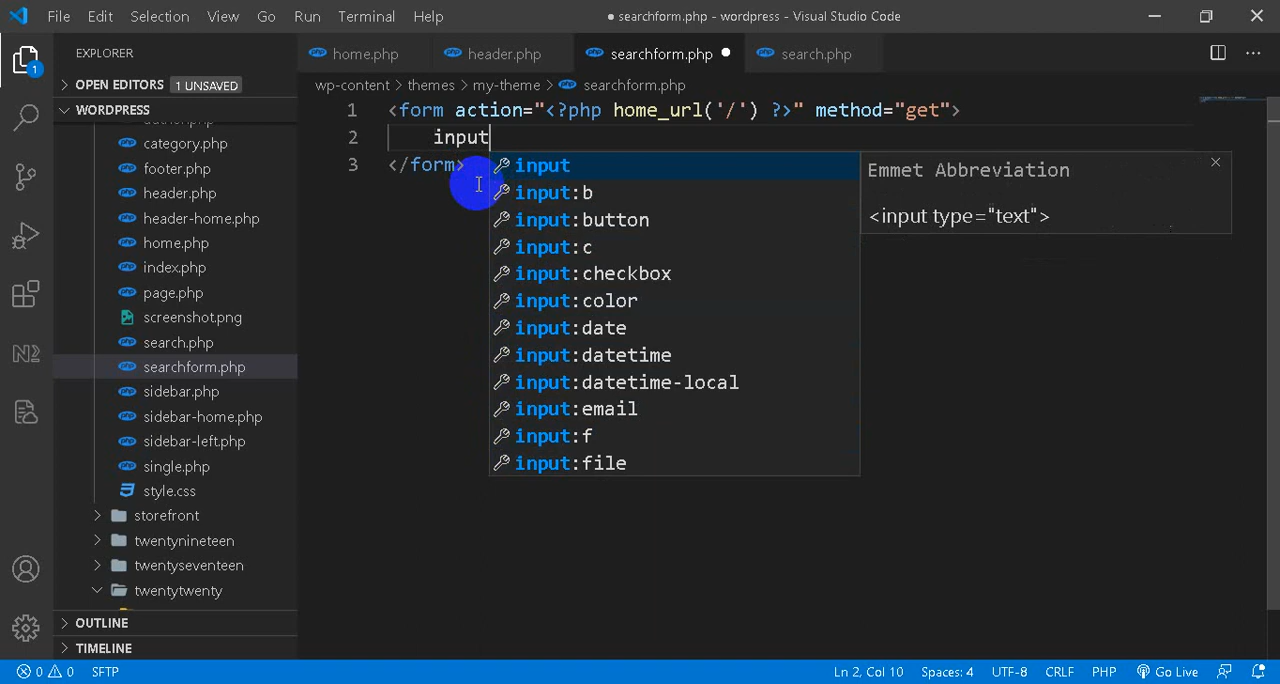 File Edit Selection View Go Run Terminal Help ● searchform.php - wordpress - Visual Studio Code
EXPLORER
home.php header.php searchform.php search.php
OPEN EDITORS 1 UNSAVED
wp-content > themes > my-theme > searchform.php
1
WORDPRESS
category.php
footer.php
header.php
header-home.php
home.php
index.php
page.php
screenshot.png
search.php
searchform.php
sidebar.php
sidebar-home.php
sidebar-left.php
single.php
style.css
storefront
twentynineteen
twentyseventeen
twentytwenty
OUTLINE
TIMELINE
1 <form action="<?php home_url('/') ?>" method="get">
2 input
3 </form>
input
input:b
input:button
input:c
input:checkbox
input:color
input:date
input:datetime
input:datetime-local
input:email
input:f
input:file
Emmet Abbreviation
<input type="text">
0 0 SFTP Ln 2, Col 10 Spaces: 4 UTF-8 CRLF PHP Go Live